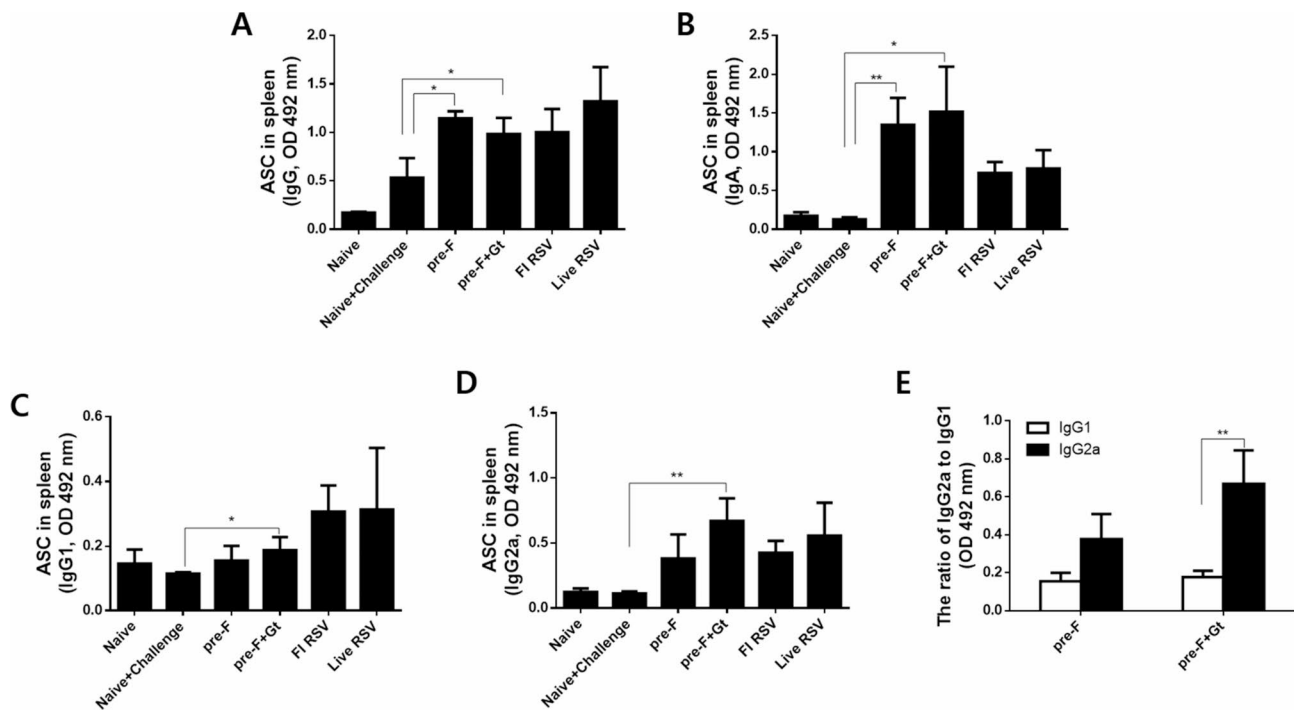 A
ASC in spleen
(IgG, OD 492 nm)
2.0
1.5
1.0
0.5
0.0
*
*
Naive
Naive+Challenge
pre-F
pre-F+Gt
FI RSV
Live RSV
B
ASC in spleen
(IgA, OD 492 nm)
2.5
2.0
1.5
1.0
0.5
0.0
*
**
Naive
Naive+Challenge
pre-F
pre-F+Gt
FI RSV
Live RSV
C
ASC in spleen
(IgG1, OD 492 nm)
0.6
0.4
0.2
0.0
*
Naive
Naive+Challenge
pre-F
pre-F+Gt
FI RSV
Live RSV
D
ASC in spleen
(IgG2a, OD 492 nm)
1.5
1.0
0.5
0.0
**
Naive
Naive+Challenge
pre-F
pre-F+Gt
FI RSV
Live RSV
E
The ratio of IgG2a to IgG1
(OD 492 nm)
1.0
0.8
0.6
0.4
0.2
0.0
IgG1
IgG2a
**
pre-F
pre-F+Gt